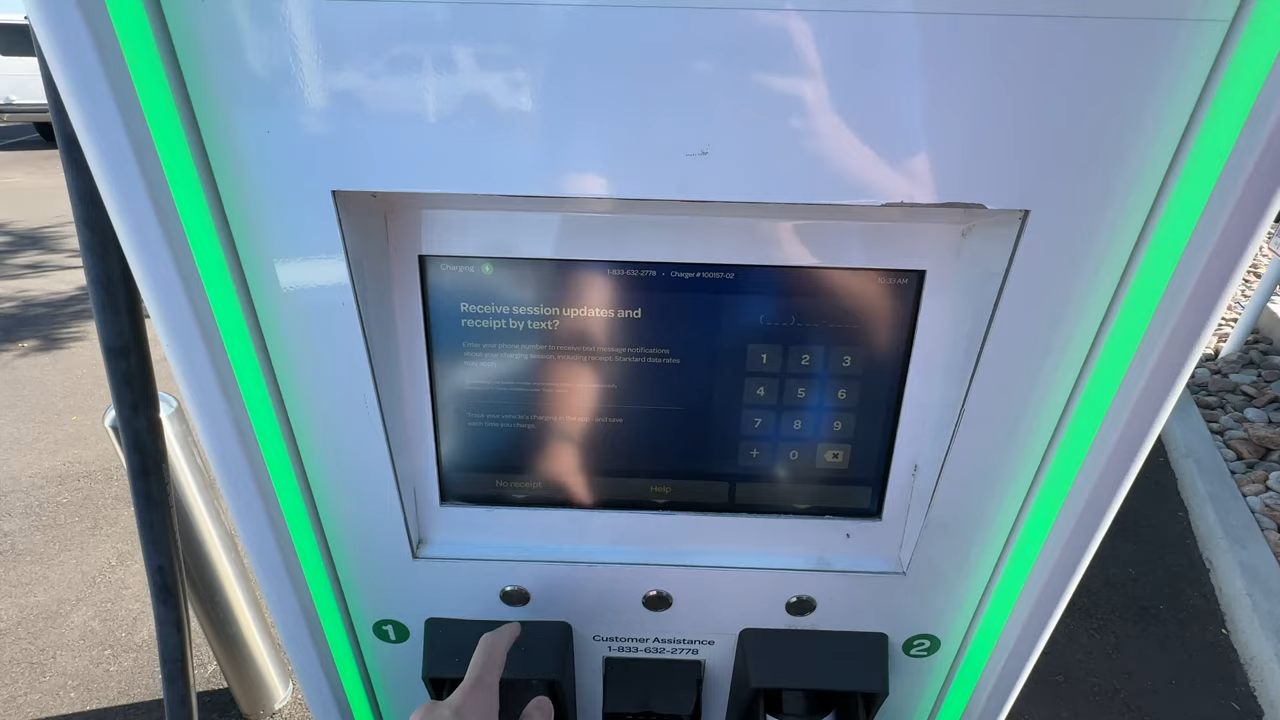 Charging
1-833-632-2778 • Charger # 100157-02
10:33 AM
Receive session updates and
receipt by text?
Enter your phone number to receive text message notifications
about your charging session, including receipt. Standard data rates
may apply.
Track your vehicle's charging in the app and save
each time you charge.
(___)___-____
1 2 3
4 5 6
7 8 9
+ 0
No receipt
Help
1
Customer Assistance
1-833-632-2778
2